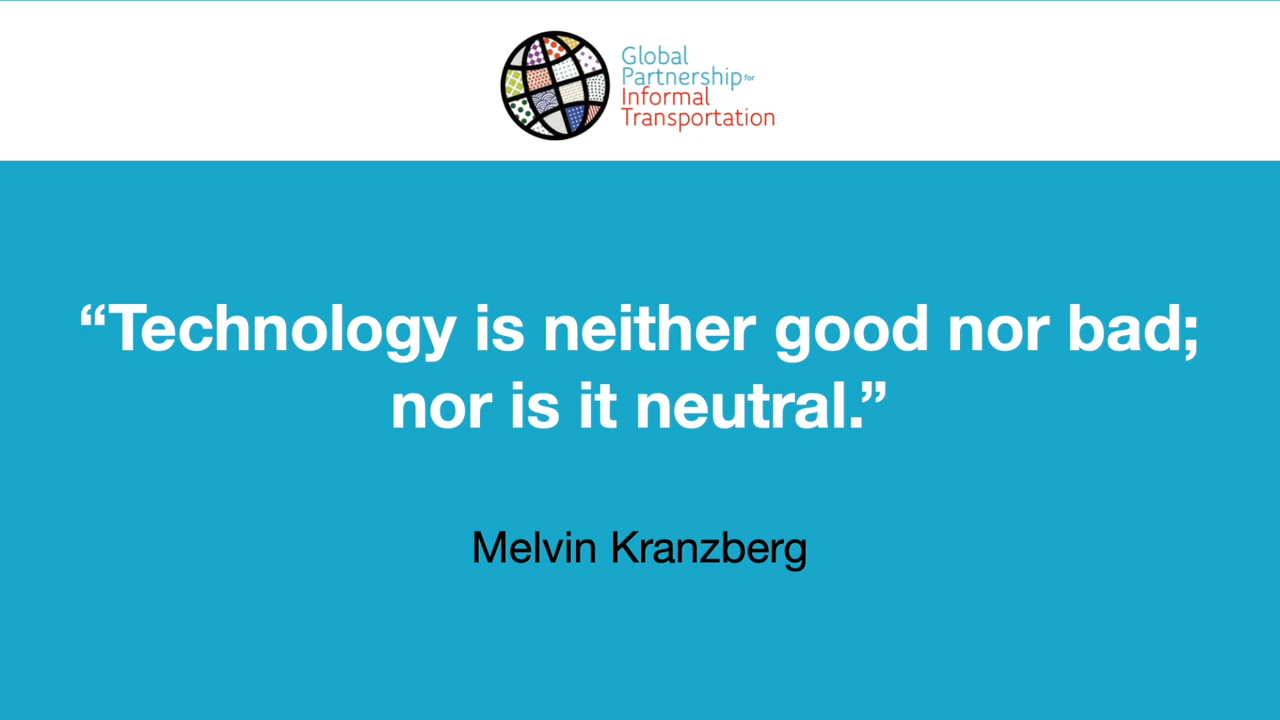 Global
Partnership for
Informal
Transportation
“Technology is neither good nor bad;
nor is it neutral.”
Melvin Kranzberg